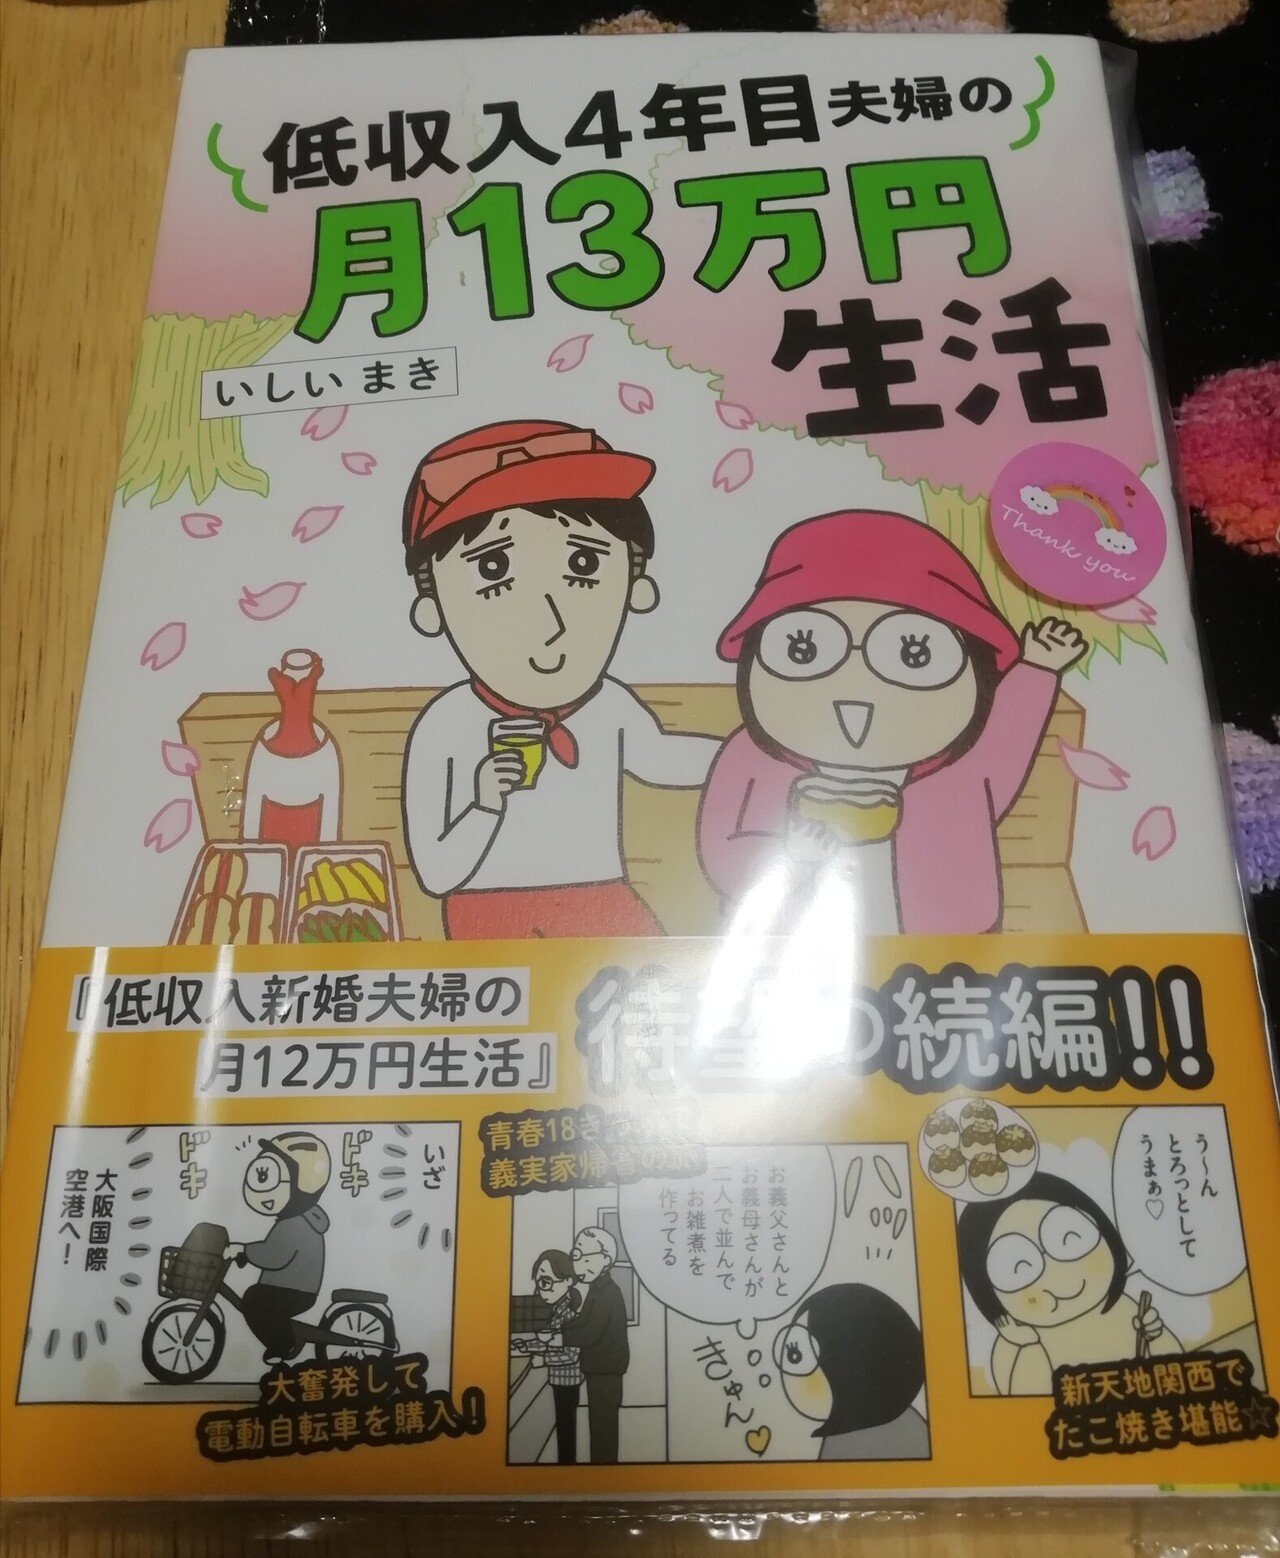 低収入4年目夫婦の
月13万円
生活
いしい まき
Thank you
『低収入新婚夫婦の
月12万円生活』
待望の続編!!
いざ
大阪国際
空港へ!
ドキ
ドキ
大奮発して
電動自転車を購入!
青春18き
義実家帰省
お義父さんと
お義母さんが
二人で並んで
お雑煮を
作ってる
きゅん♡
う〜ん
とろっとして
うまぁ♡
新天地関西で
たこ焼き堪能☆